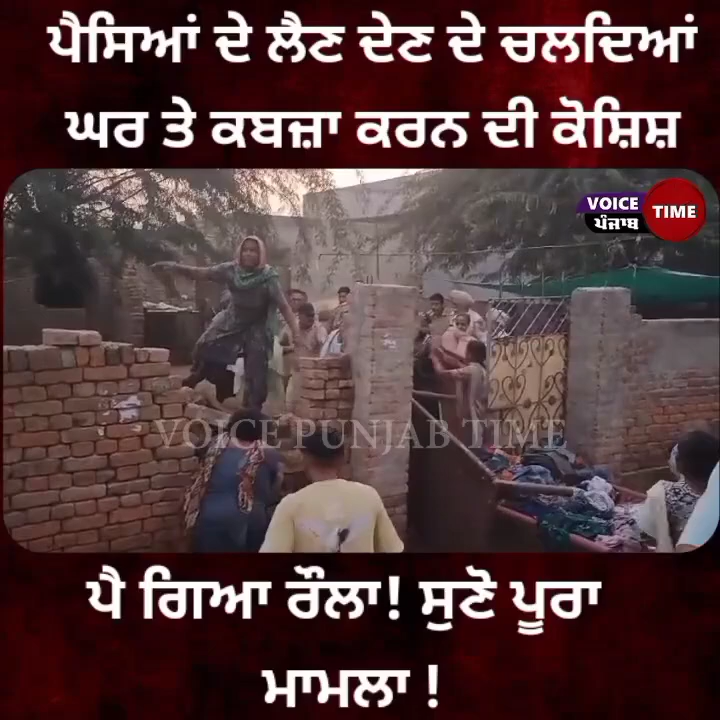 ਪੈਸਿਆਂ ਦੇ ਲੈਣ ਦੇਣ ਦੇ ਚਲਦਿਆਂ
ਘਰ ਤੇ ਕਬਜ਼ਾ ਕਰਨ ਦੀ ਕੋਸ਼ਿਸ਼
VOICE TIME
ਪੰਜਾਬ
VOICE PUNJAB TIME
ਪੈ ਗਿਆ ਰੌਲਾ! ਸੁਣੋ ਪੂਰਾ
ਮਾਮਲਾ !